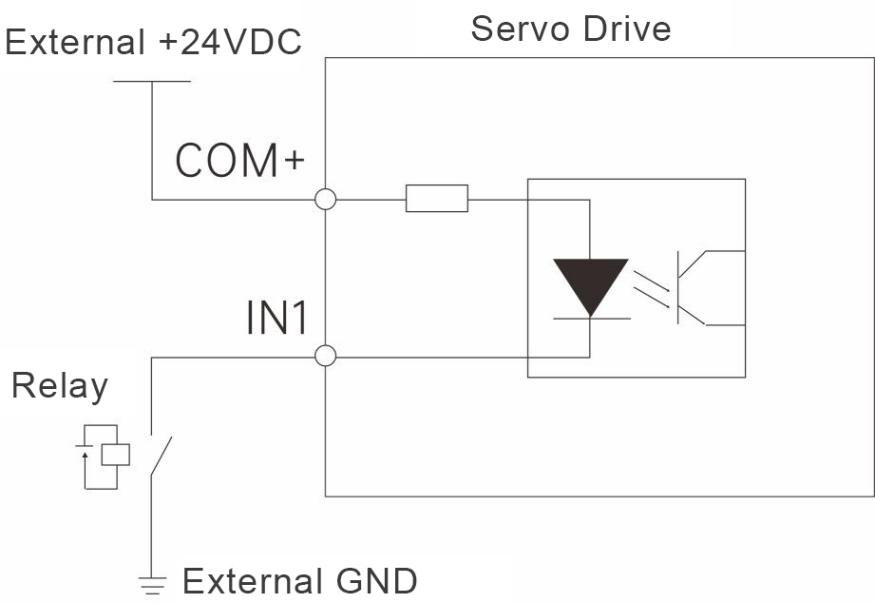 Servo Drive
External +24VDC
COM+
IN1
Relay
External GND